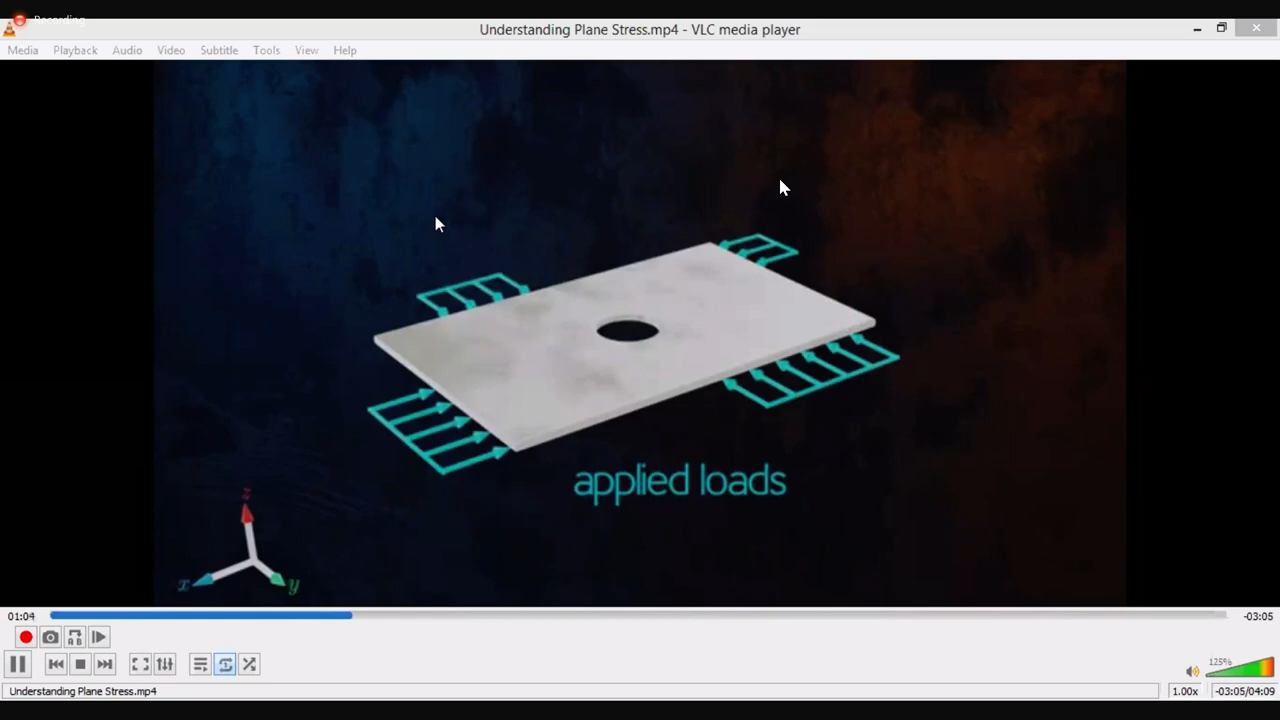 Recording
Understanding Plane Stress.mp4 - VLC media player
Media Playback Audio Video Subtitle Tools View Help
applied loads
z
x
y
01:04
-03:05
A B
125%
Understanding Plane Stress.mp4
1.00x
-03:05/04:09